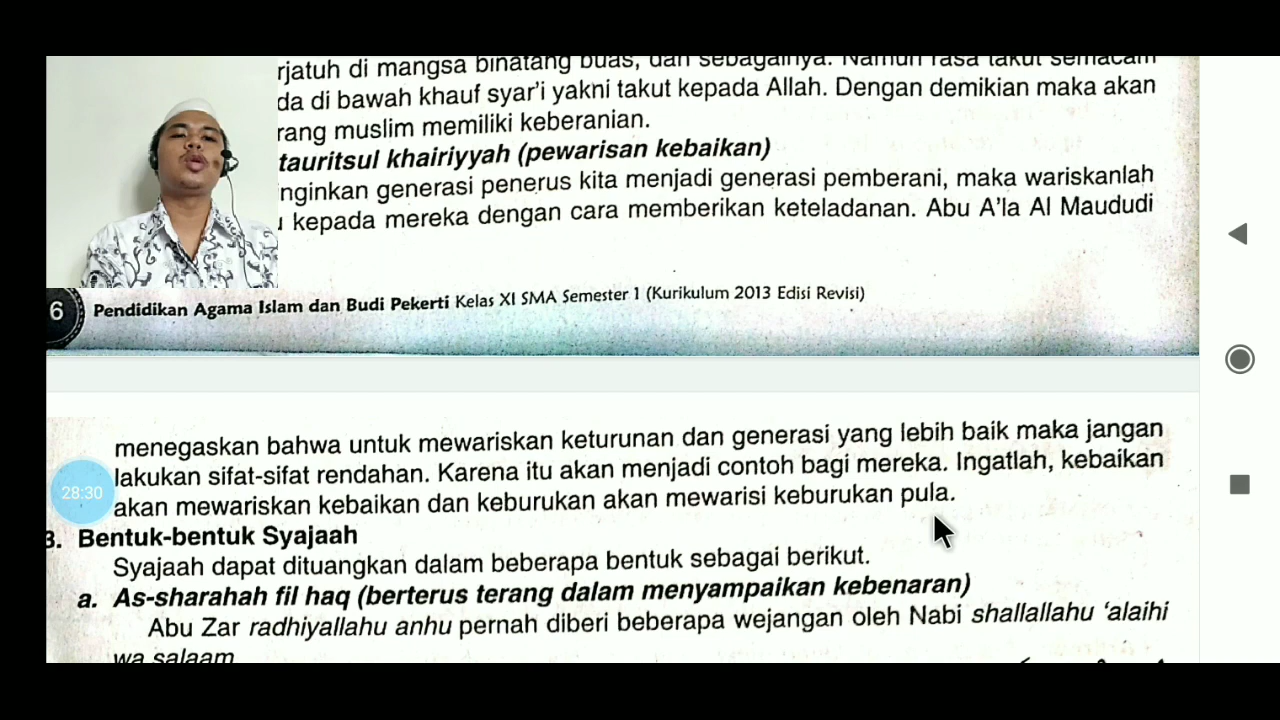 rjatuh di mangsa binatang buas, dan sebagainya. Namun rasa takut semacam
da di bawah khauf syar'i yakni takut kepada Allah. Dengan demikian maka akan
rang muslim memiliki keberanian.
tauritsul khairiyyah (pewarisan kebaikan)
nginkan generasi penerus kita menjadi generasi pemberani, maka wariskanlah
kepada mereka dengan cara memberikan keteladanan. Abu A'la Al Maududi
6 Pendidikan Agama Islam dan Budi Pekerti Kelas XI SMA Semester 1 (Kurikulum 2013 Edisi Revisi)
menegaskan bahwa untuk mewariskan keturunan dan generasi yang lebih baik maka jangan
lakukan sifat-sifat rendahan. Karena itu akan menjadi contoh bagi mereka. Ingatlah, kebaikan
28:30
akan mewariskan kebaikan dan keburukan akan mewarisi keburukan pula.
3. Bentuk-bentuk Syajaah
Syajaah dapat dituangkan dalam beberapa bentuk sebagai berikut.
a. As-sharahah fil haq (berterus terang dalam menyampaikan kebenaran)
Abu Zar radhiyallahu anhu pernah diberi beberapa wejangan oleh Nabi shallallahu 'alaihi
wa salaam